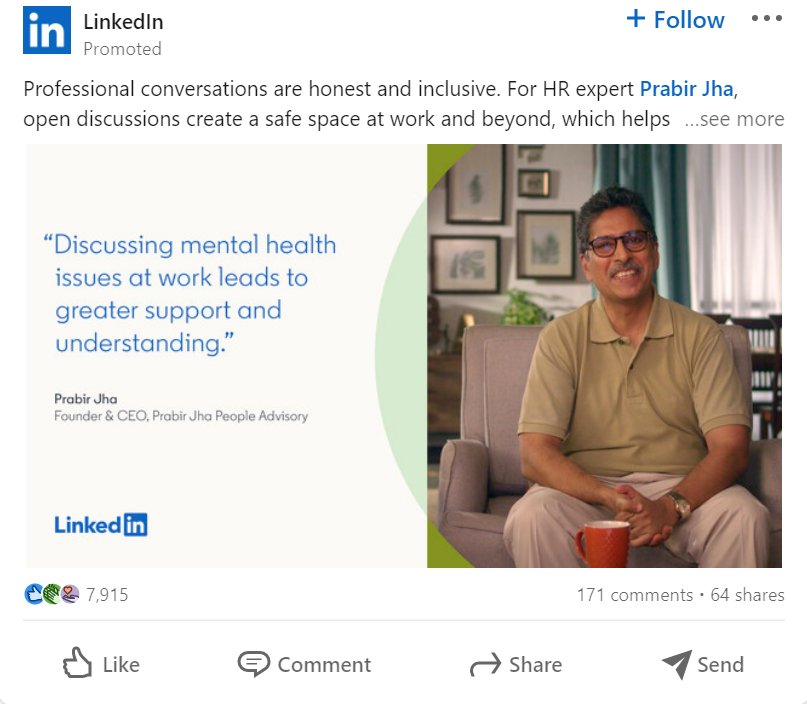 LinkedIn
+ Follow
Promoted
Professional conversations are honest and inclusive. For HR expert Prabir Jha,
open discussions create a safe space at work and beyond, which helps ...see more
“Discussing mental health
issues at work leads to
greater support and
understanding.”
Prabir Jha
Founder & CEO, Prabir Jha People Advisory
Linked in
7,915
171 comments • 64 shares
Like
Comment
Share
Send